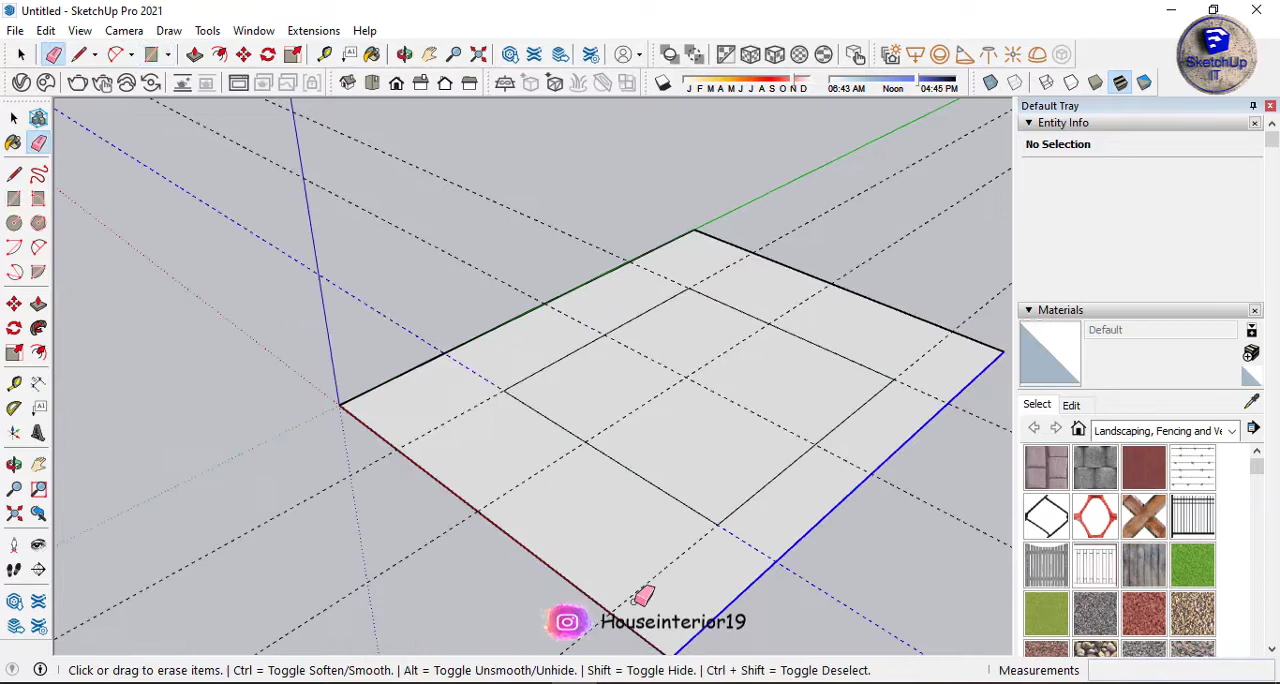 Untitled - SketchUp Pro 2021
File Edit View Camera Draw Tools Window Extensions Help
SketchUp
IT
J F M A M J J A S O N D
06:43 AM Noon 04:45 PM
Default Tray
Entity Info
No Selection
Materials
Default
Select Edit
Landscaping, Fencing and Ve
A1
Houseinterior19
Click or drag to erase items. | Ctrl = Toggle Soften/Smooth. | Alt = Toggle Unsmooth/Unhide. | Shift = Toggle Hide. | Ctrl + Shift = Toggle Deselect.
Measurements